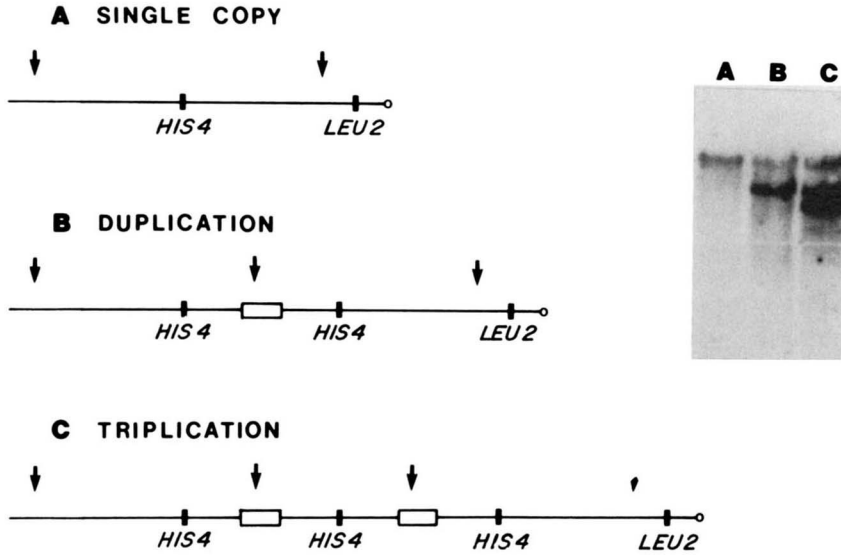 A SINGLE COPY
HIS4 LEU2
B DUPLICATION
HIS4 HIS4 LEU2
C TRIPLICATION
HIS4 HIS4 HIS4 LEU2
A B C